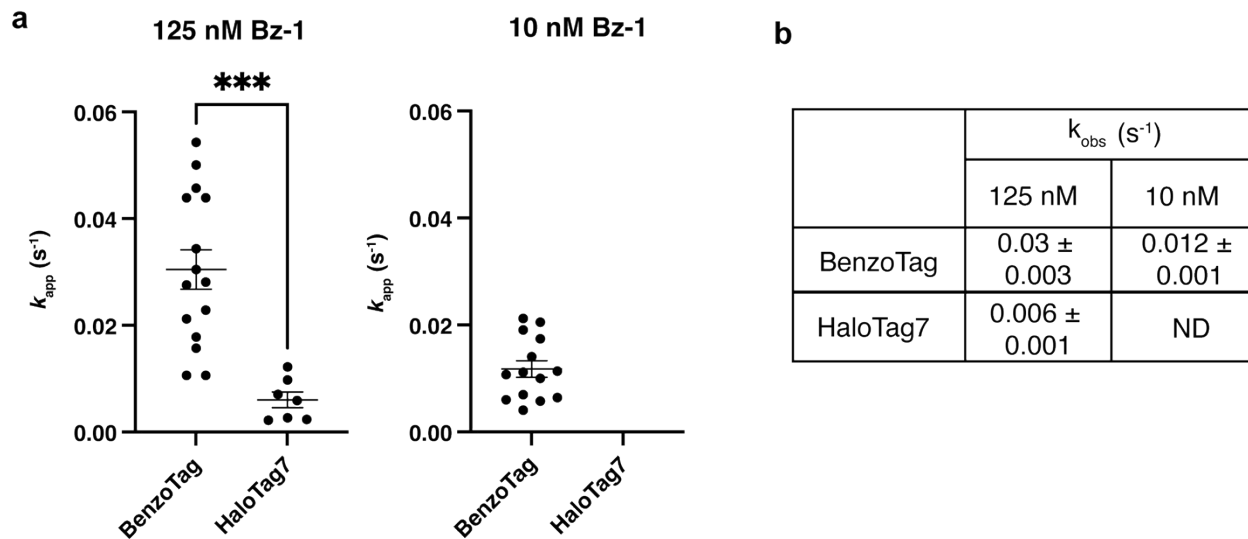 a
125 nM Bz-1
***
0.06
0.04
0.02
0.00
kapp (s-1)
BenzoTag
HaloTag7
10 nM Bz-1
0.06
0.04
0.02
0.00
kapp (s-1)
BenzoTag
HaloTag7
b
kobs (s-1)
125 nM 10 nM
BenzoTag 0.03 ± 0.003 0.012 ± 0.001
HaloTag7 0.006 ± 0.001 ND